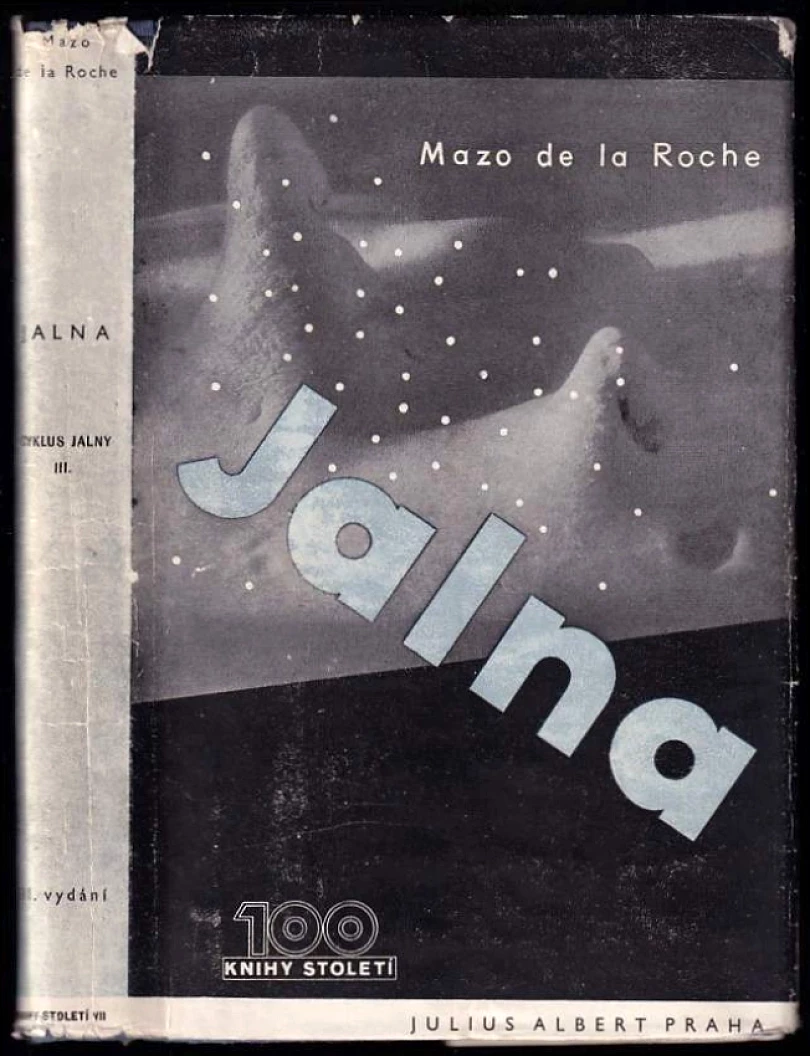 Mazo
de la Roche
JALNA
CYKLUS JALNY
III.
vydání
STOLETÍ VII
Mazo de la Roche
Jalna
100
KNIHY STOLETÍ
JULIUS ALBERT PRAHA